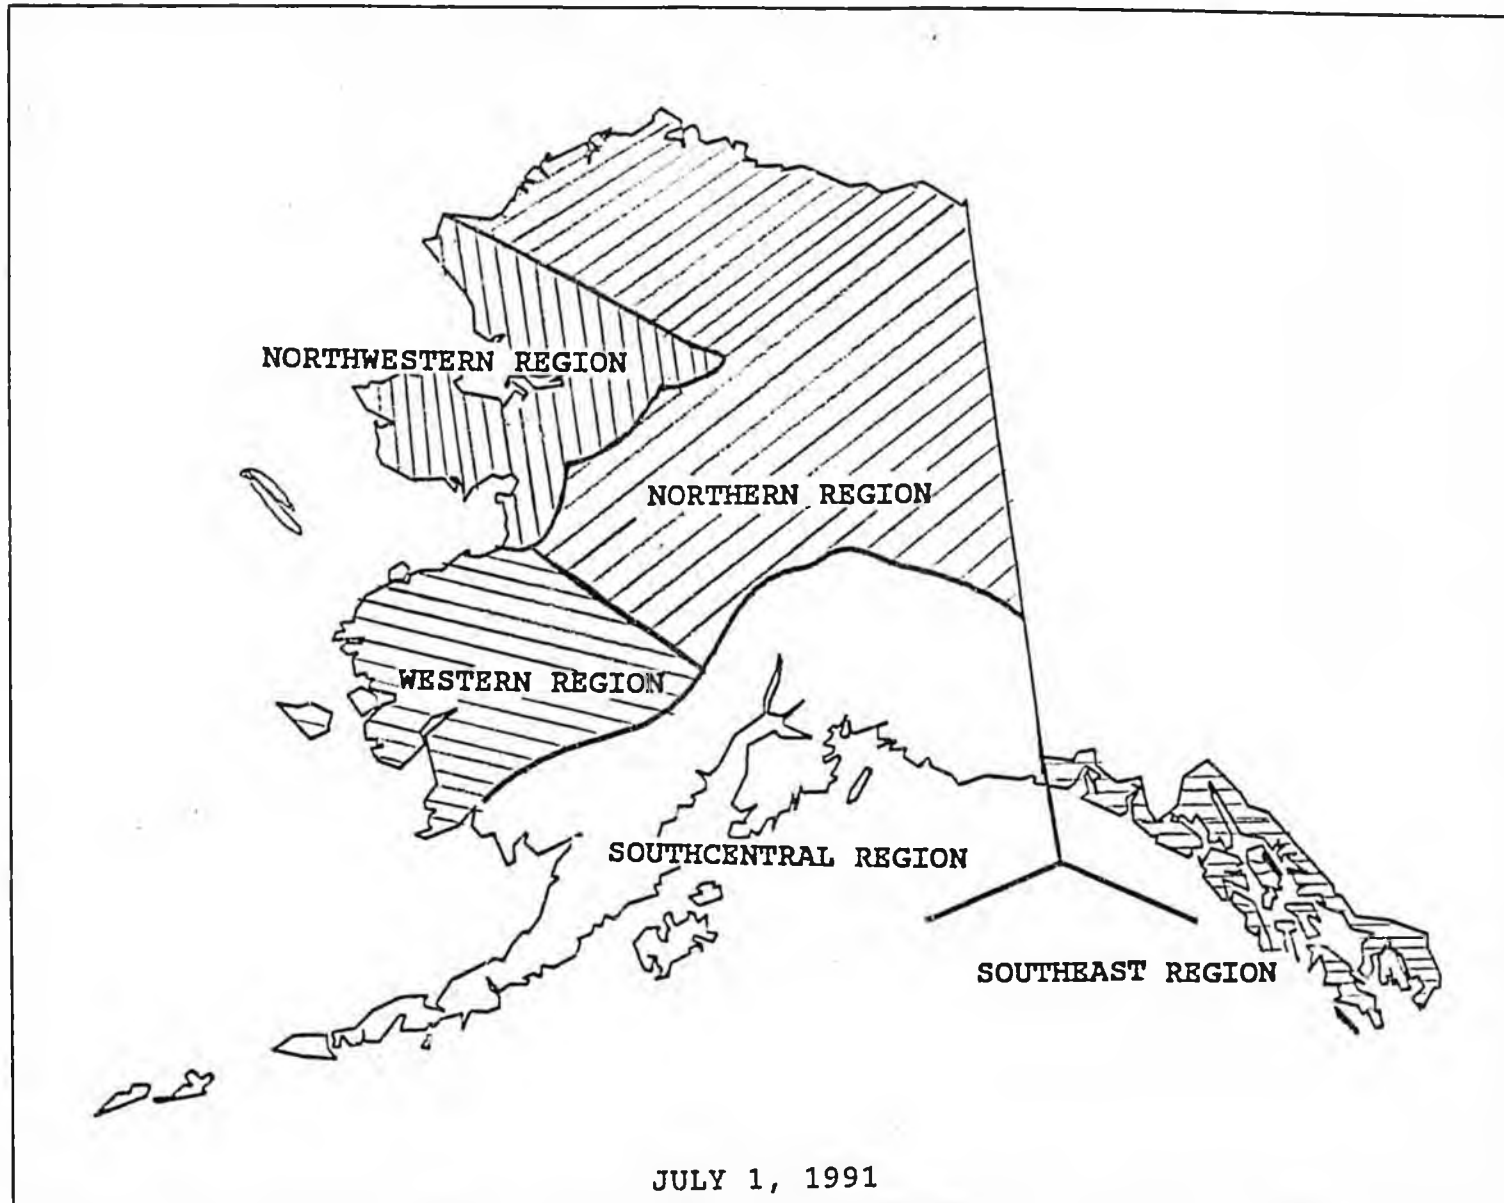 NORTHWESTERN REGION
NORTHERN REGION
WESTERN REGION
SOUTHCENTRAL REGION
SOUTHEAST REGION
JULY 1, 1991